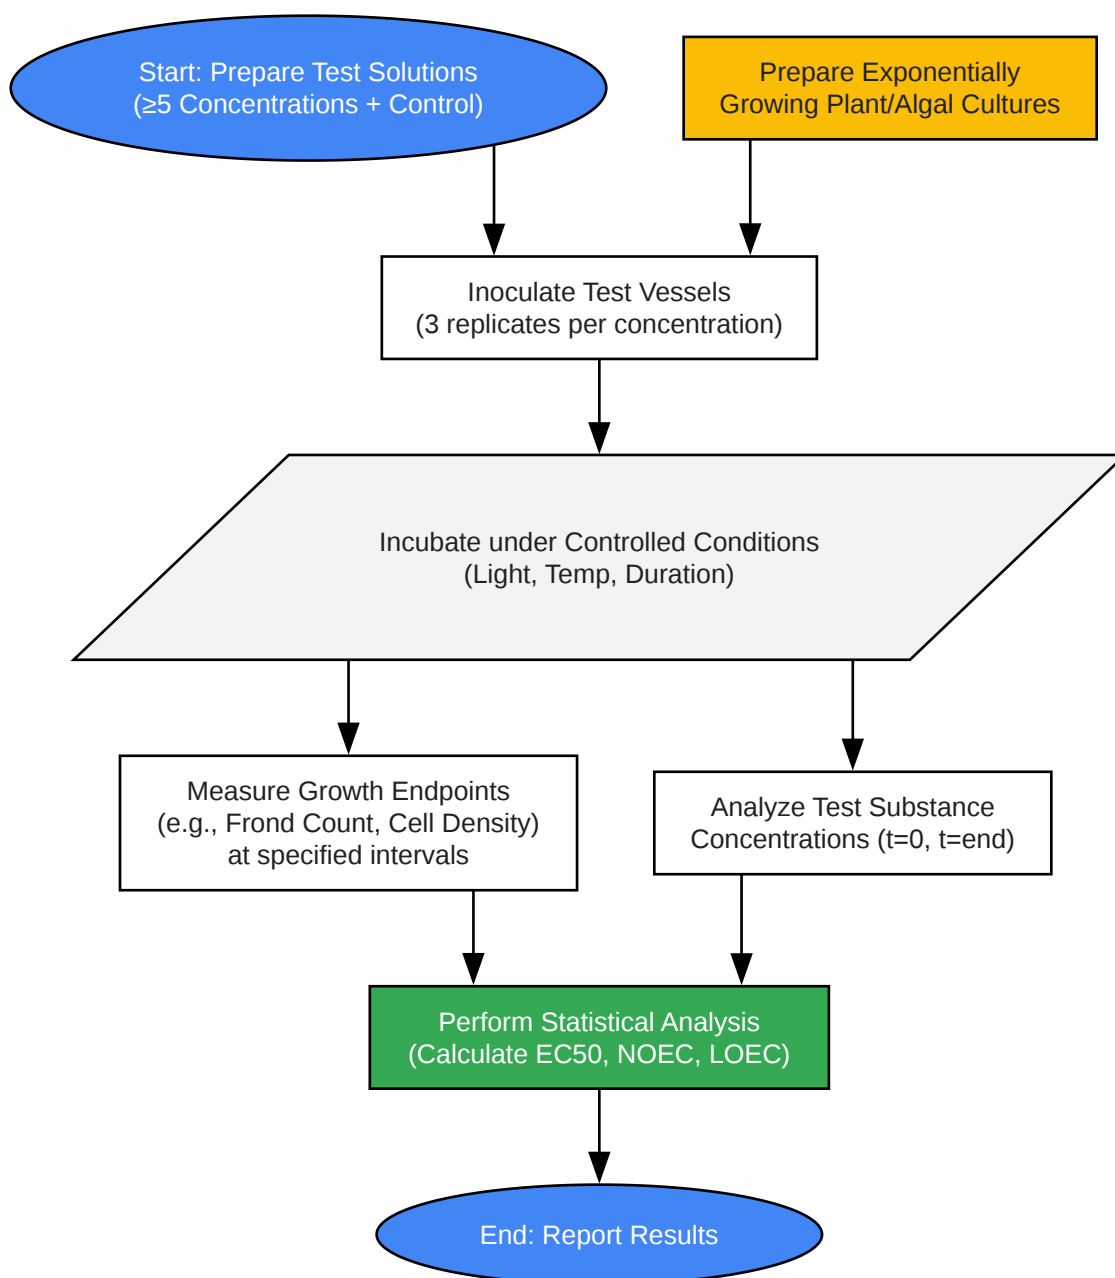 Start: Prepare Test Solutions
(≥5 Concentrations + Control)
Prepare Exponentially
Growing Plant/Algal Cultures
Inoculate Test Vessels
(3 replicates per concentration)
Incubate under Controlled Conditions
(Light, Temp, Duration)
Measure Growth Endpoints
(e.g., Frond Count, Cell Density)
at specified intervals
Analyze Test Substance
Concentrations (t=0, t=end)
Perform Statistical Analysis
(Calculate EC50, NOEC, LOEC)
End: Report Results